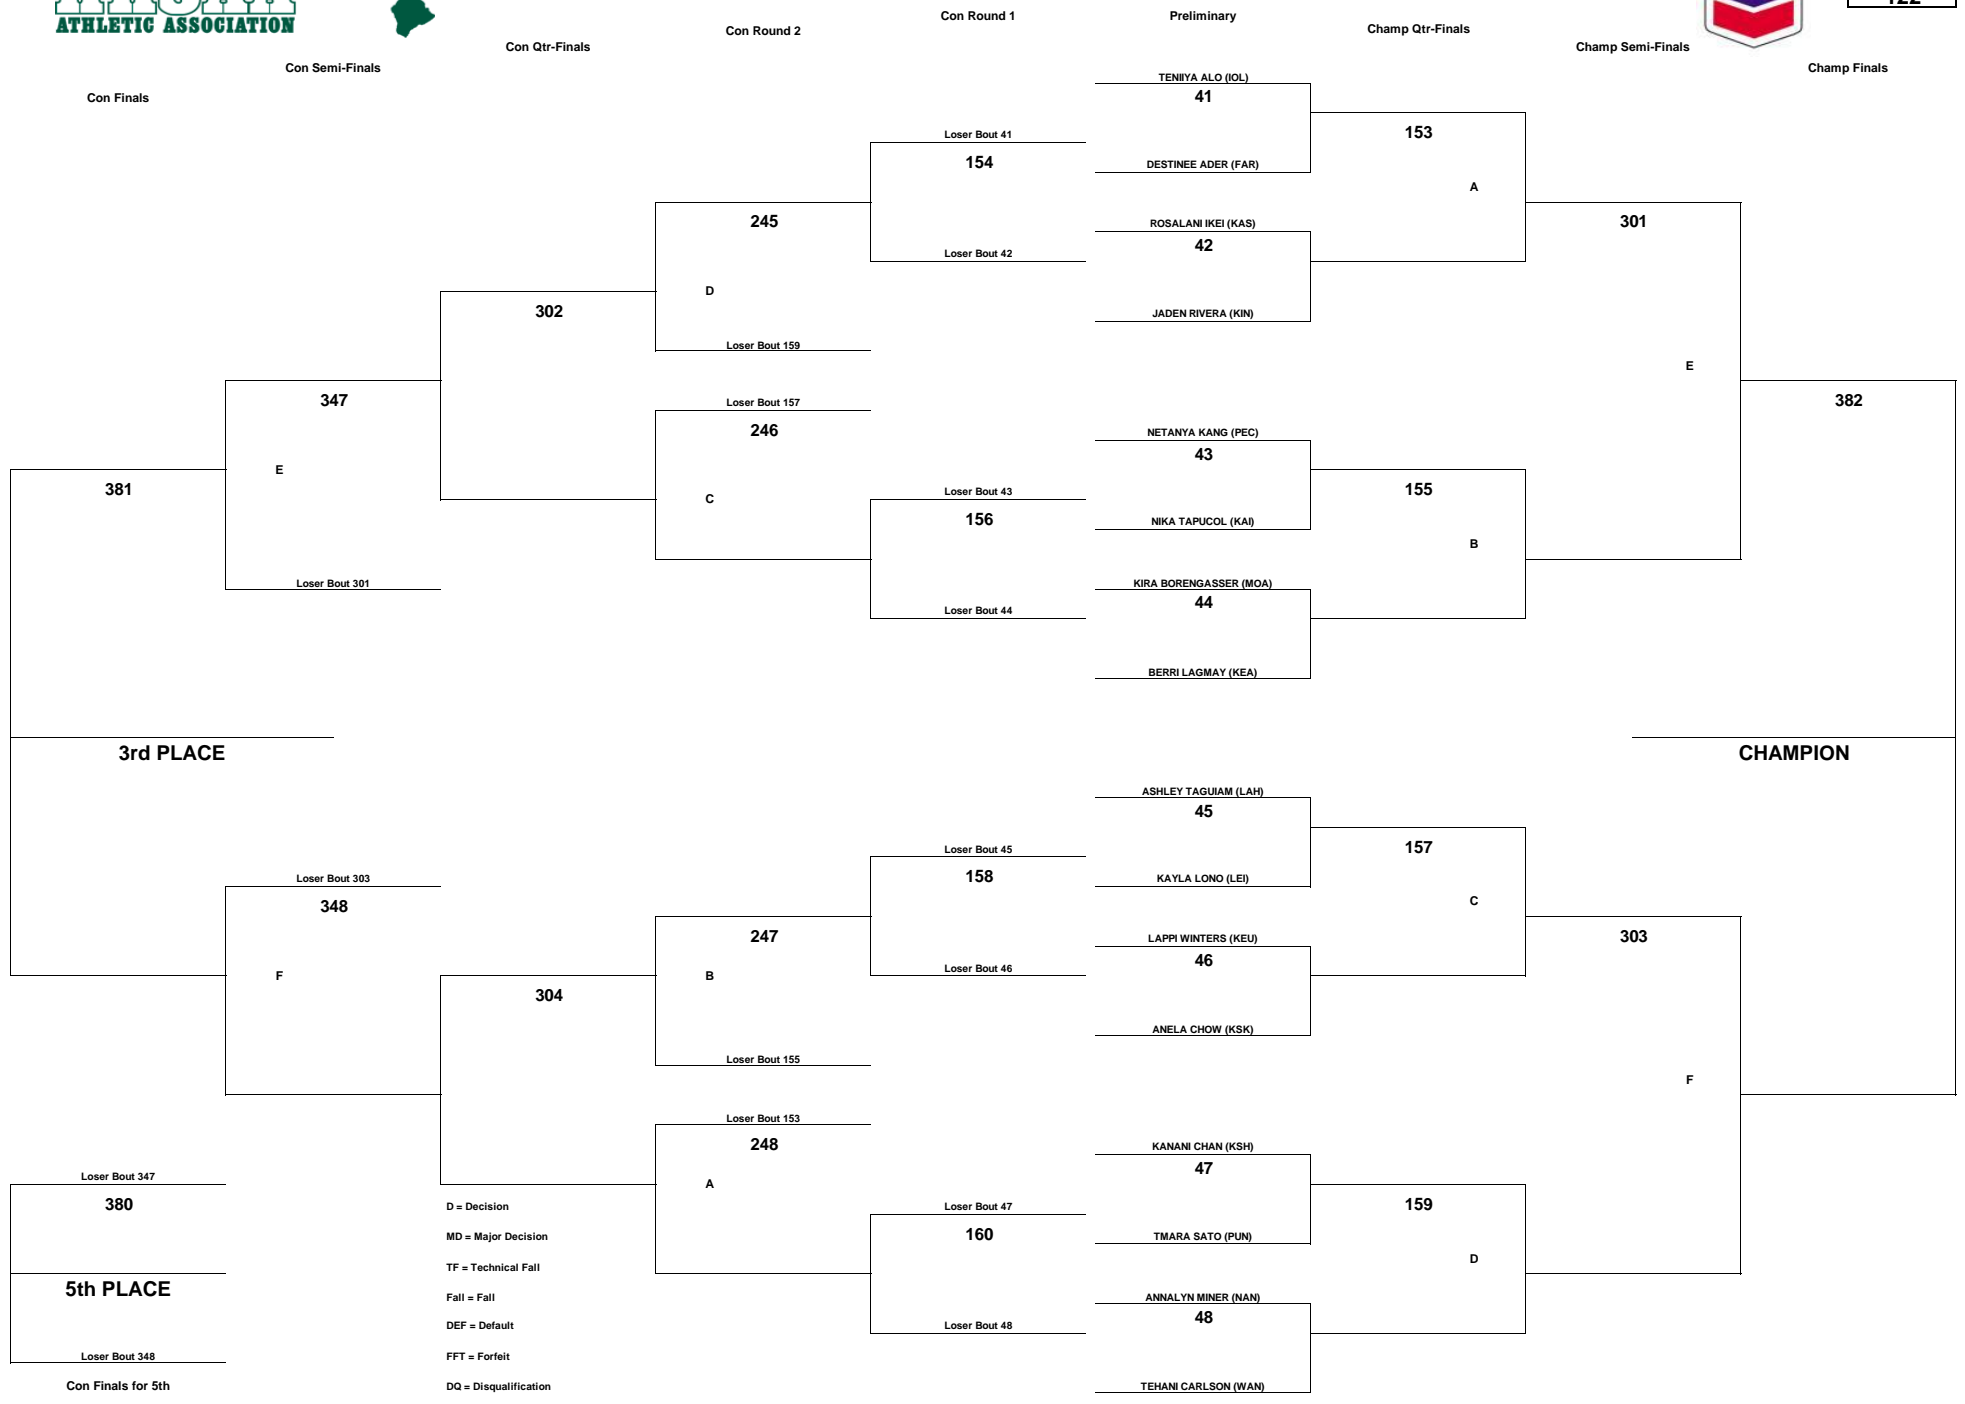 ATHLETIC ASSOCIATION
Con Finals
Con Semi-Finals
Con Qtr-Finals
Con Round 2
Con Round 1
Preliminary
Champ Qtr-Finals
Champ Semi-Finals
Champ Finals
TENIIYA ALO (IOL)
41
DESTINEE ADER (FAR)
ROSALANI IKEI (KAS)
42
JADEN RIVERA (KIN)
NETANYA KANG (PEC)
43
NIKA TAPUCOL (KAI)
KIRA BORENGASSER (MOA)
44
BERRI LAGMAY (KEA)
ASHLEY TAGUIAM (LAH)
45
KAYLA LONO (LEI)
LAPPI WINTERS (KEU)
46
ANELA CHOW (KSK)
KANANI CHAN (KSH)
47
TMARA SATO (PUN)
ANNALYN MINER (NAN)
48
TEHANI CARLSON (WAN)
153
A
155
B
157
C
159
D
301
E
303
F
382
CHAMPION
Loser Bout 41
154
Loser Bout 42
Loser Bout 43
156
Loser Bout 44
Loser Bout 45
158
Loser Bout 46
Loser Bout 47
160
Loser Bout 48
245
D
Loser Bout 159
Loser Bout 157
246
C
247
B
Loser Bout 155
Loser Bout 153
248
A
302
304
347
E
Loser Bout 301
Loser Bout 303
348
F
381
3rd PLACE
Loser Bout 347
380
5th PLACE
Loser Bout 348
Con Finals for 5th
D = Decision
MD = Major Decision
TF = Technical Fall
Fall = Fall
DEF = Default
FFT = Forfeit
DQ = Disqualification